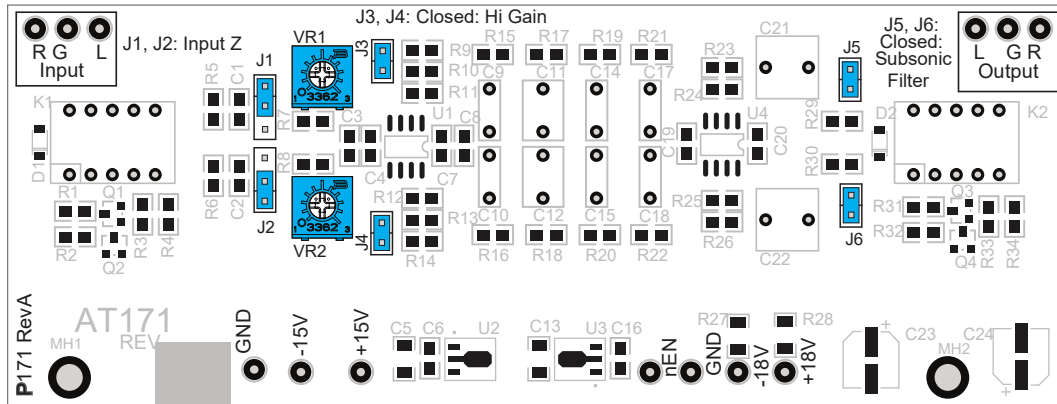 J3, J4: Closed: Hi Gain
R G L
Input
J1, J2: Input Z
J5, J6:
Closed:
Subsonic
Filter
L G R
Output
VR1
J3
J1
J5
C21
R9
R10
R11
R15
R17
R19
R21
R23
R24
C9
C11
C14
C17
K1
R5
C1
3362
1 3
R7
C3
U1
C8
C19
U4
C20
R29
D2
K2
D1
R8
R30
R6
C2
C4
C7
R12
R13
R14
R1
R2
Q1
Q2
R3
R4
J2
3362
1 3
VR2
J4
C10
C12
C15
C18
R16
R18
R20
R22
R25
R26
C22
J6
R31
R32
Q3
Q4
R33
R34
P171 RevA
AT171
REV
MH1
GND
-15V
+15V
C5
C6
U2
C13
U3
C16
nEN
GND
R27
-18V
R28
+18V
C23
MH2
C24
+
+